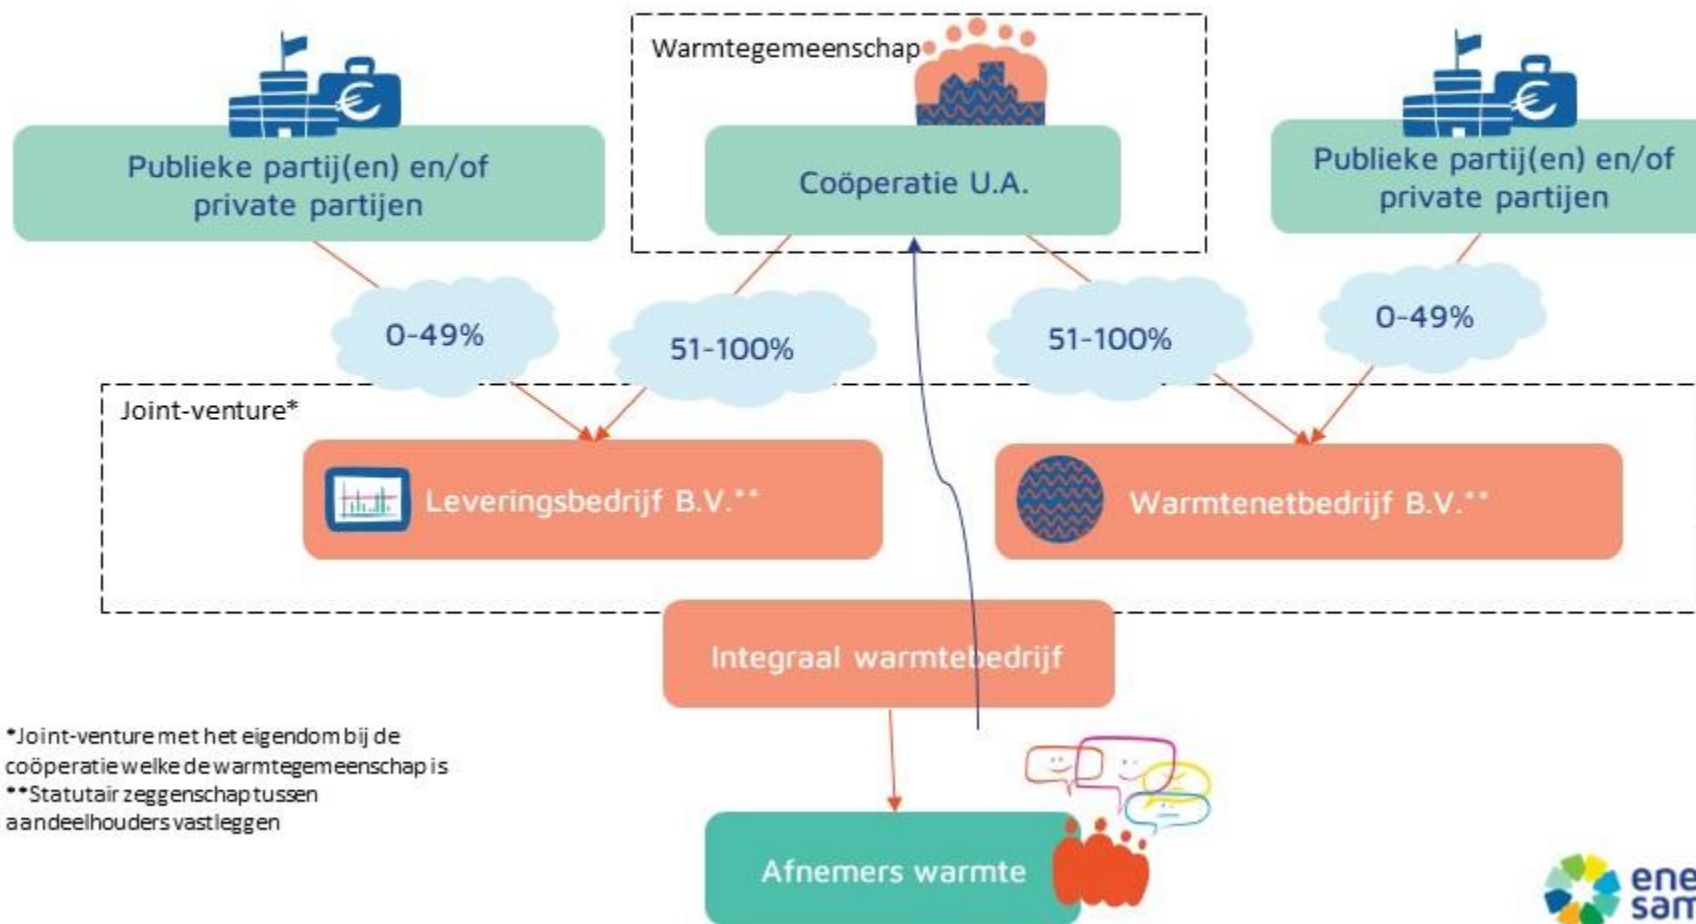 Warmtegemeenschap
Publieke partij(en) en/of
private partijen
Coöperatie U.A.
Publieke partij(en) en/of
private partijen
0-49%
51-100%
51-100%
0-49%
Joint-venture*
Leveringsbedrijf B.V.**
Warmtenetbedrijf B.V.**
Integraal warmtebedrijf
*Joint-venture met het eigendom bij de
coöperatie welke de warmtegemeenschap is
**Statutair zeggenschap tussen
aandeelhouders vastleggen
Afnemers warmte
ene
sam